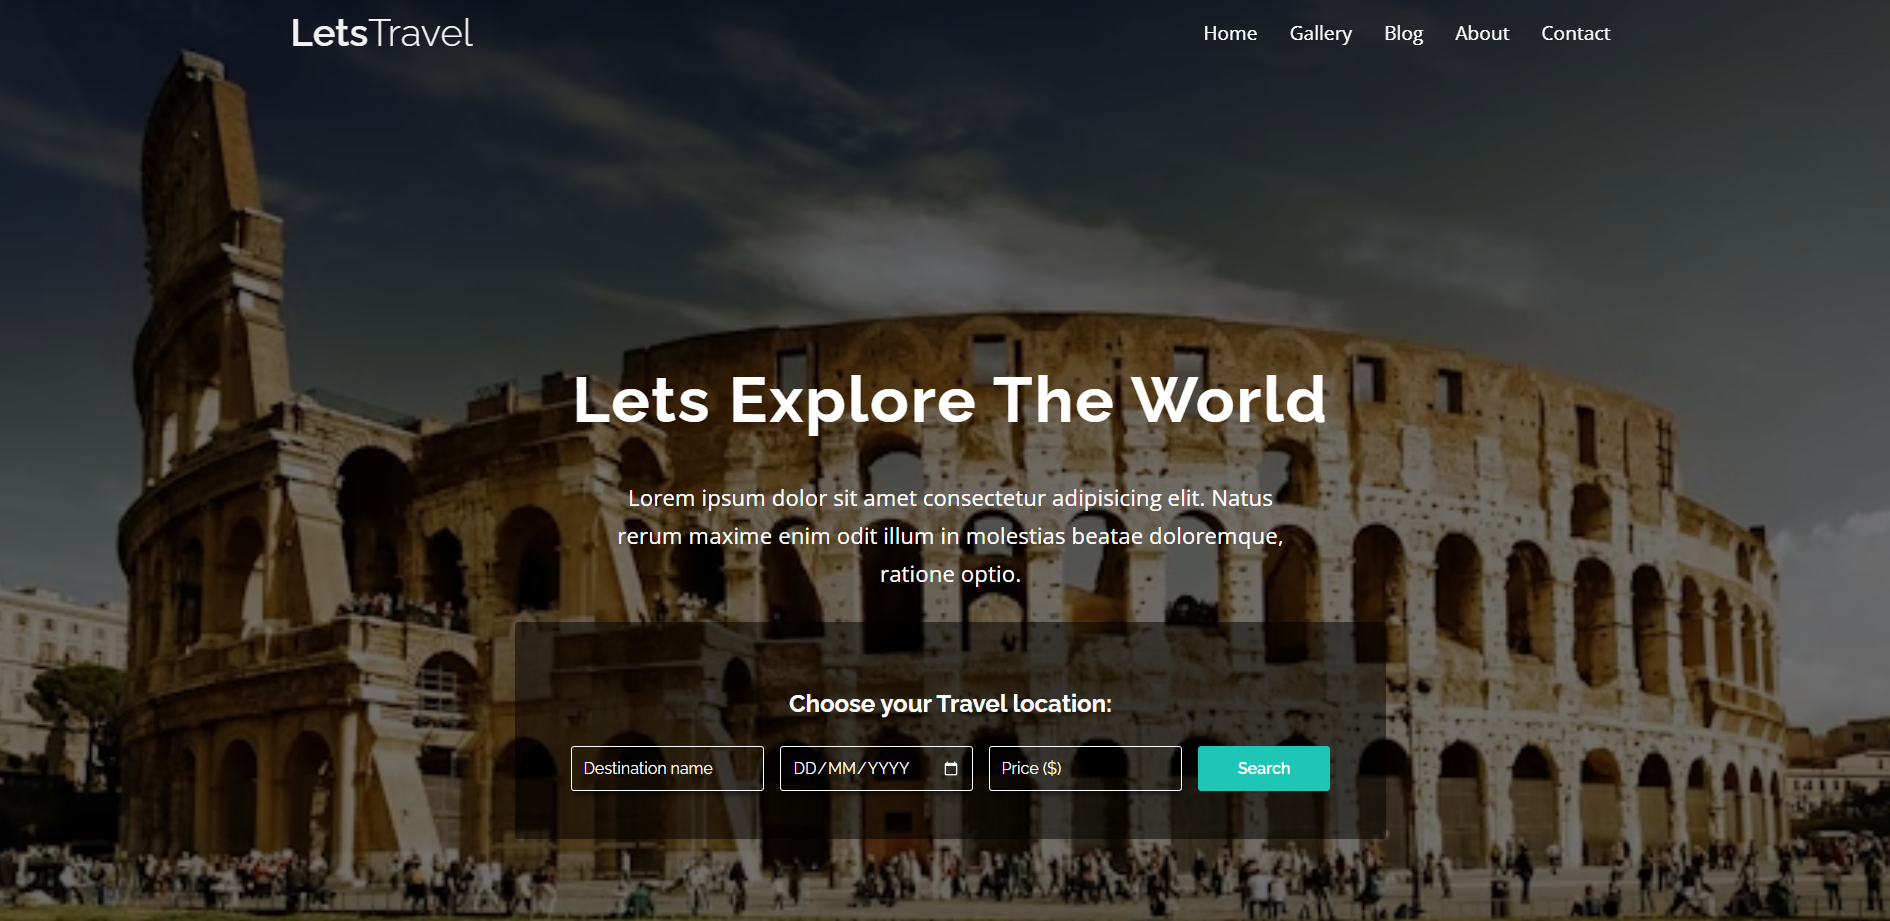 LetsTravel
Home Gallery Blog About Contact
Lets Explore The World
Lorem ipsum dolor sit amet consectetur adipisicing elit. Natus
rerum maxime enim odit illum in molestias beatae doloremque,
ratione optio.
Choose your Travel location:
Destination name DD/MM/YYYY Price ($) Search